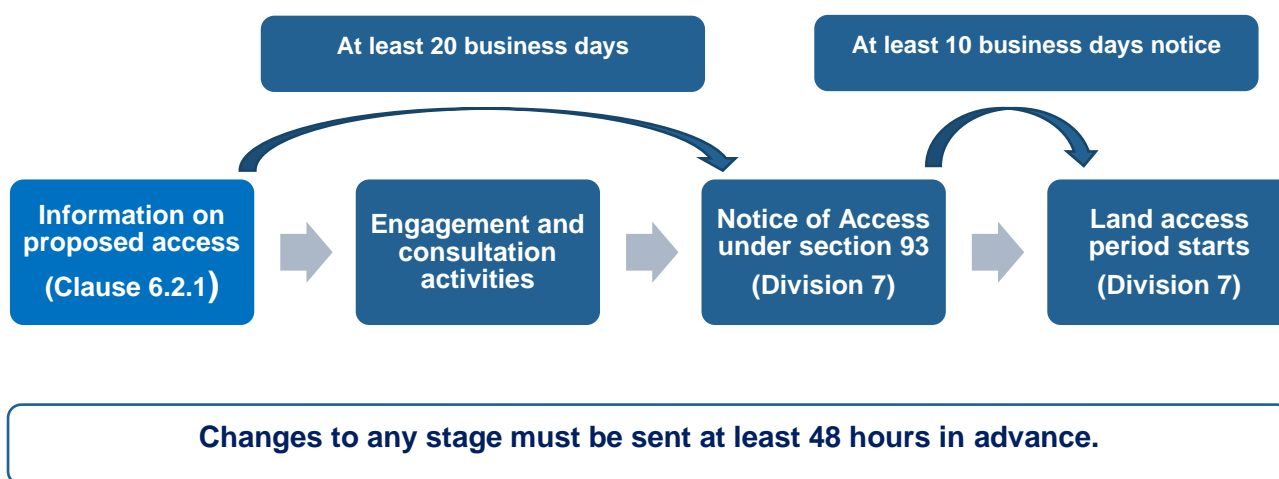 At least 20 business days
At least 10 business days notice
Information on
proposed access
(Clause 6.2.1)
Engagement and
consultation
activities
Notice of Access
under section 93
(Division 7)
Land access
period starts
(Division 7)
Changes to any stage must be sent at least 48 hours in advance.